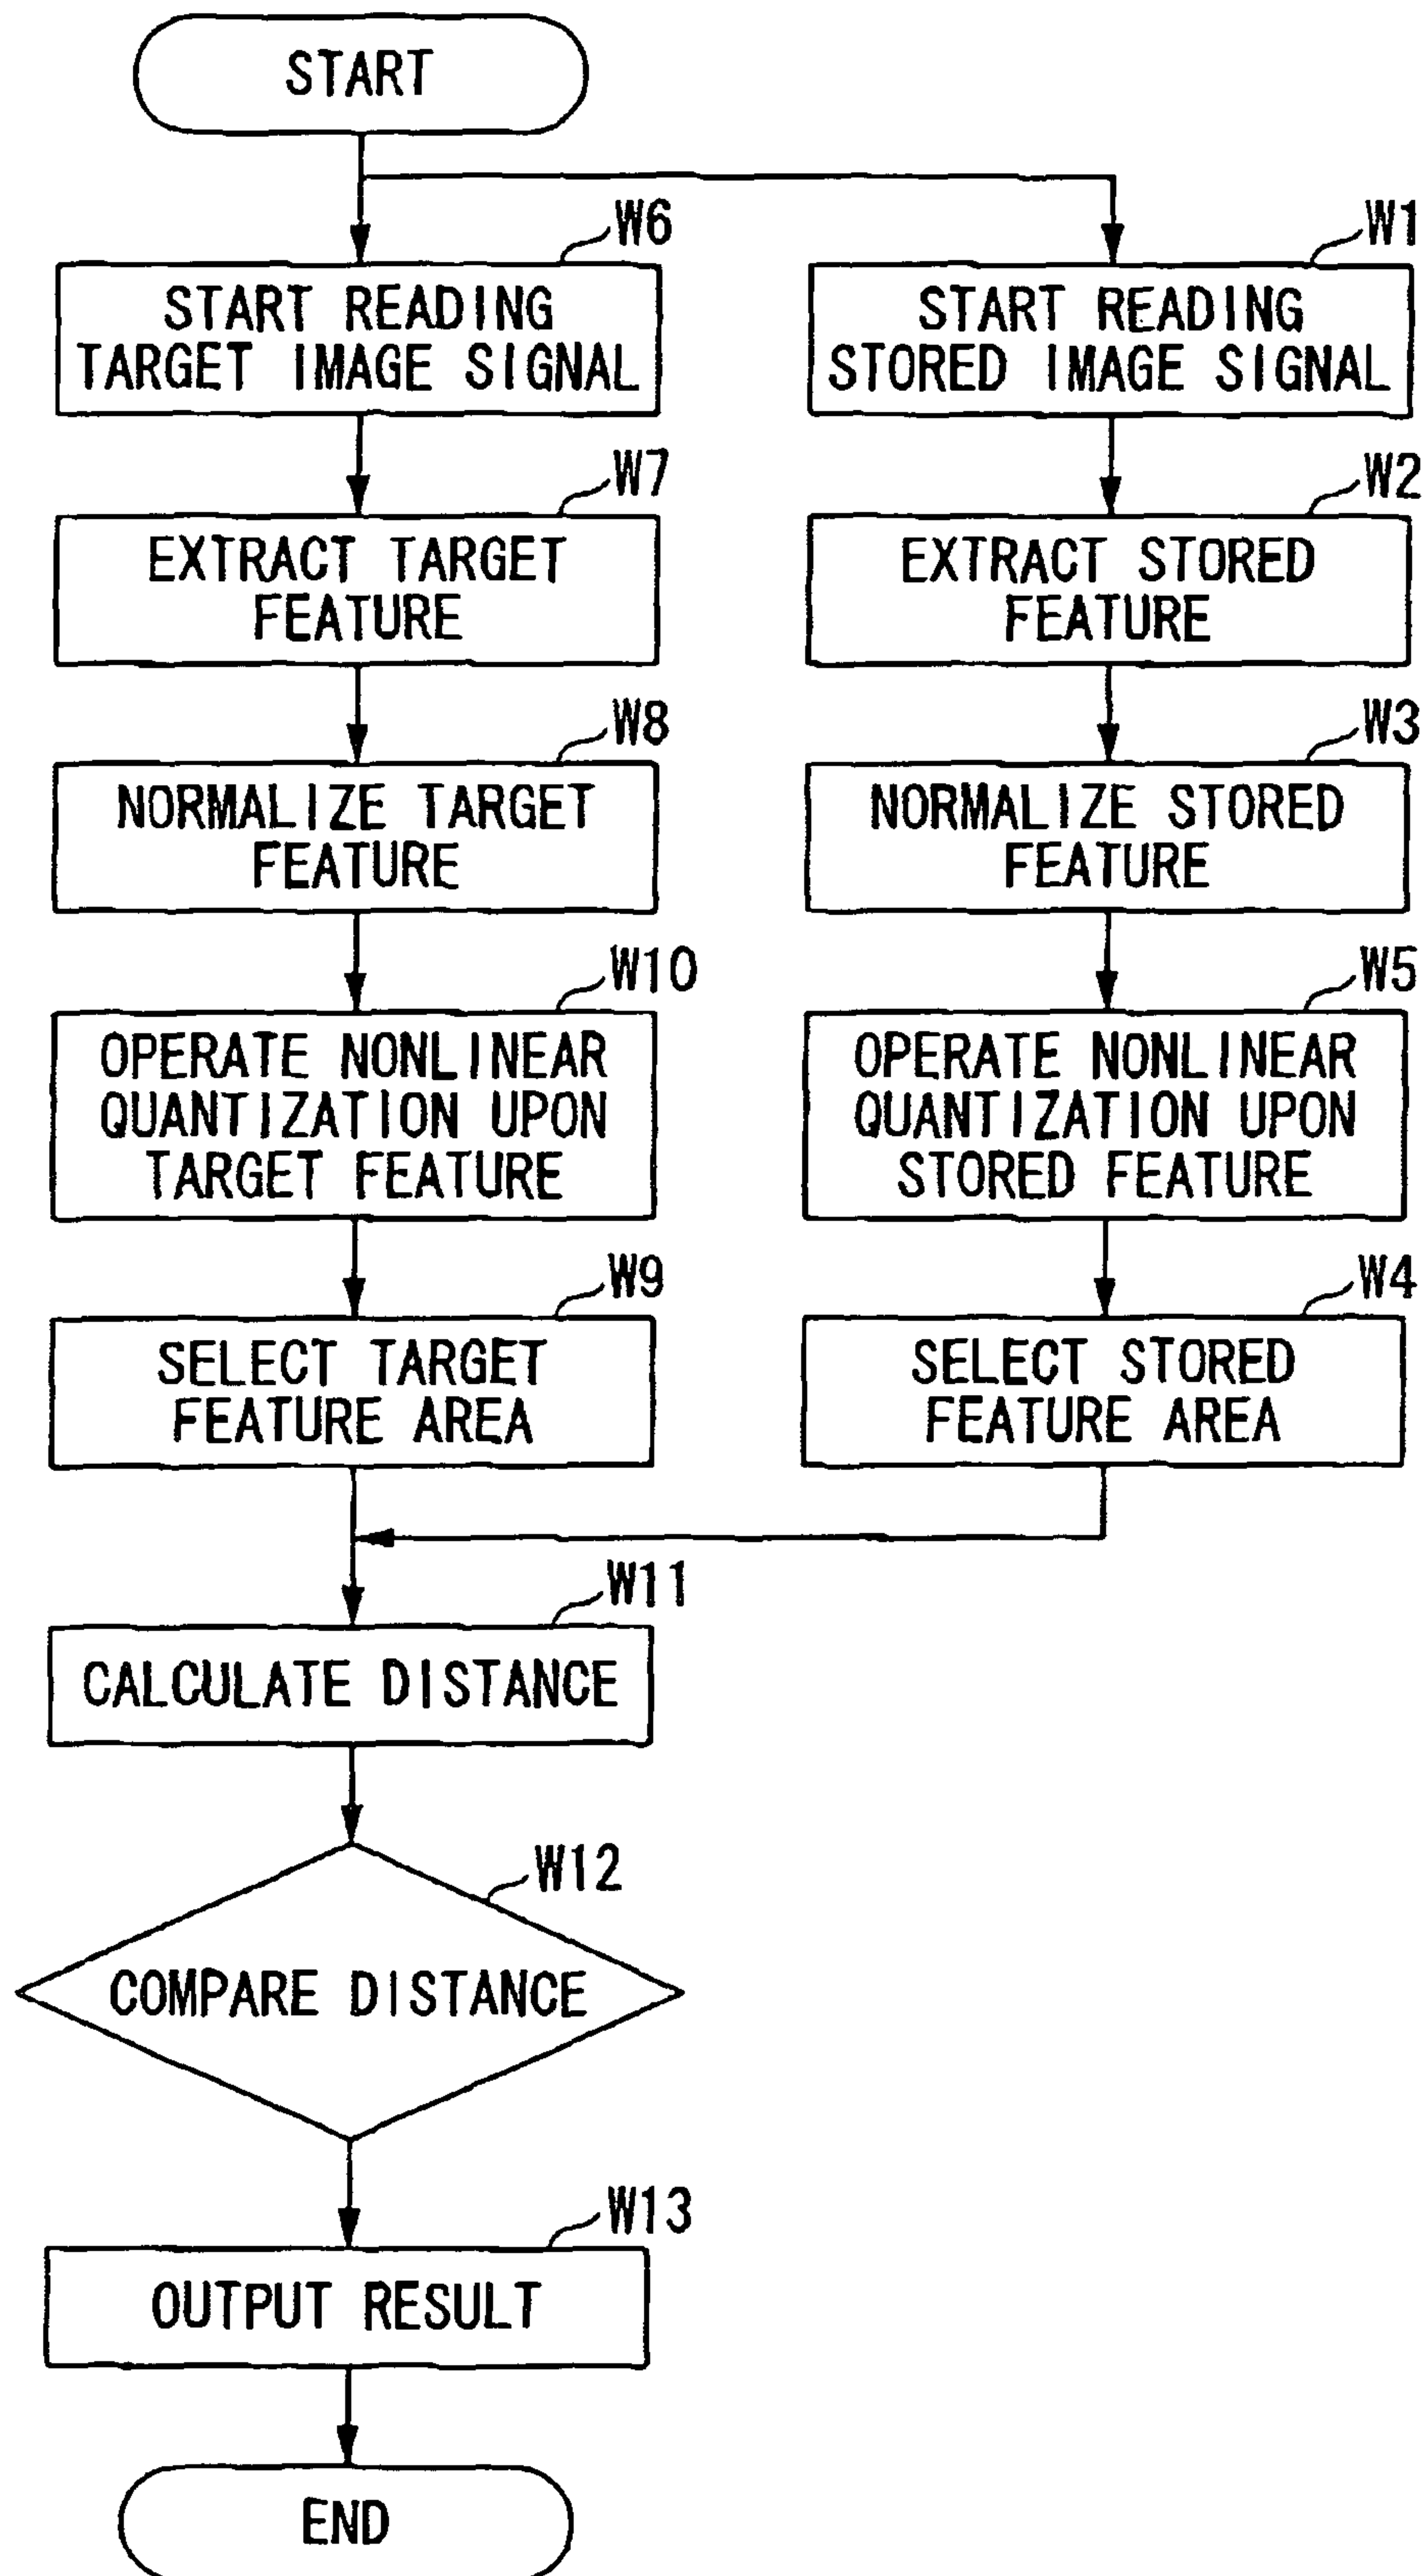 START
W6
START READING
TARGET IMAGE SIGNAL
W1
START READING
STORED IMAGE SIGNAL
W7
EXTRACT TARGET
FEATURE
W2
EXTRACT STORED
FEATURE
W8
NORMALIZE TARGET
FEATURE
W3
NORMALIZE STORED
FEATURE
W10
OPERATE NONLINEAR
QUANTIZATION UPON
TARGET FEATURE
W5
OPERATE NONLINEAR
QUANTIZATION UPON
STORED FEATURE
W9
SELECT TARGET
FEATURE AREA
W4
SELECT STORED
FEATURE AREA
W11
CALCULATE DISTANCE
W12
COMPARE DISTANCE
W13
OUTPUT RESULT
END